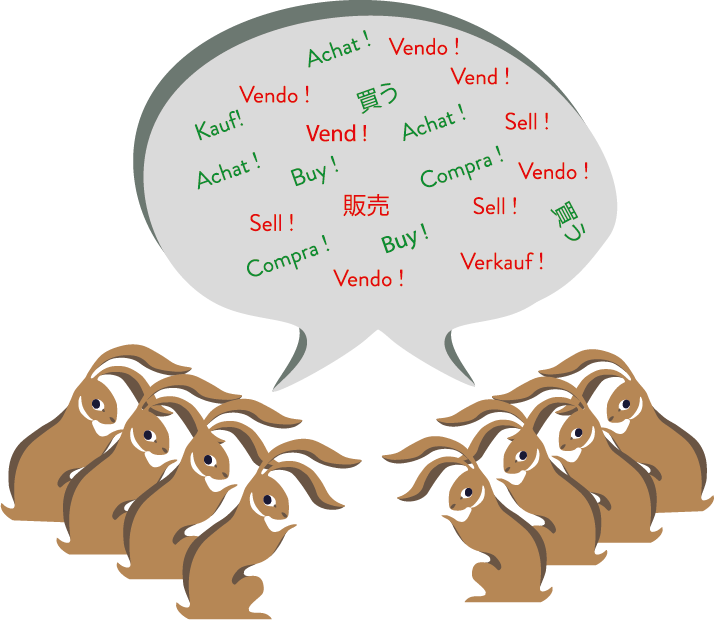 Achat !
Vendo !
Vend !
Vendo !
買う
Kauf!
Vend !
Achat !
Sell !
Achat !
Buy !
Compra !
Vendo !
販売
Sell !
Sell !
買う
Compra !
Buy !
Vendo !
Verkauf !